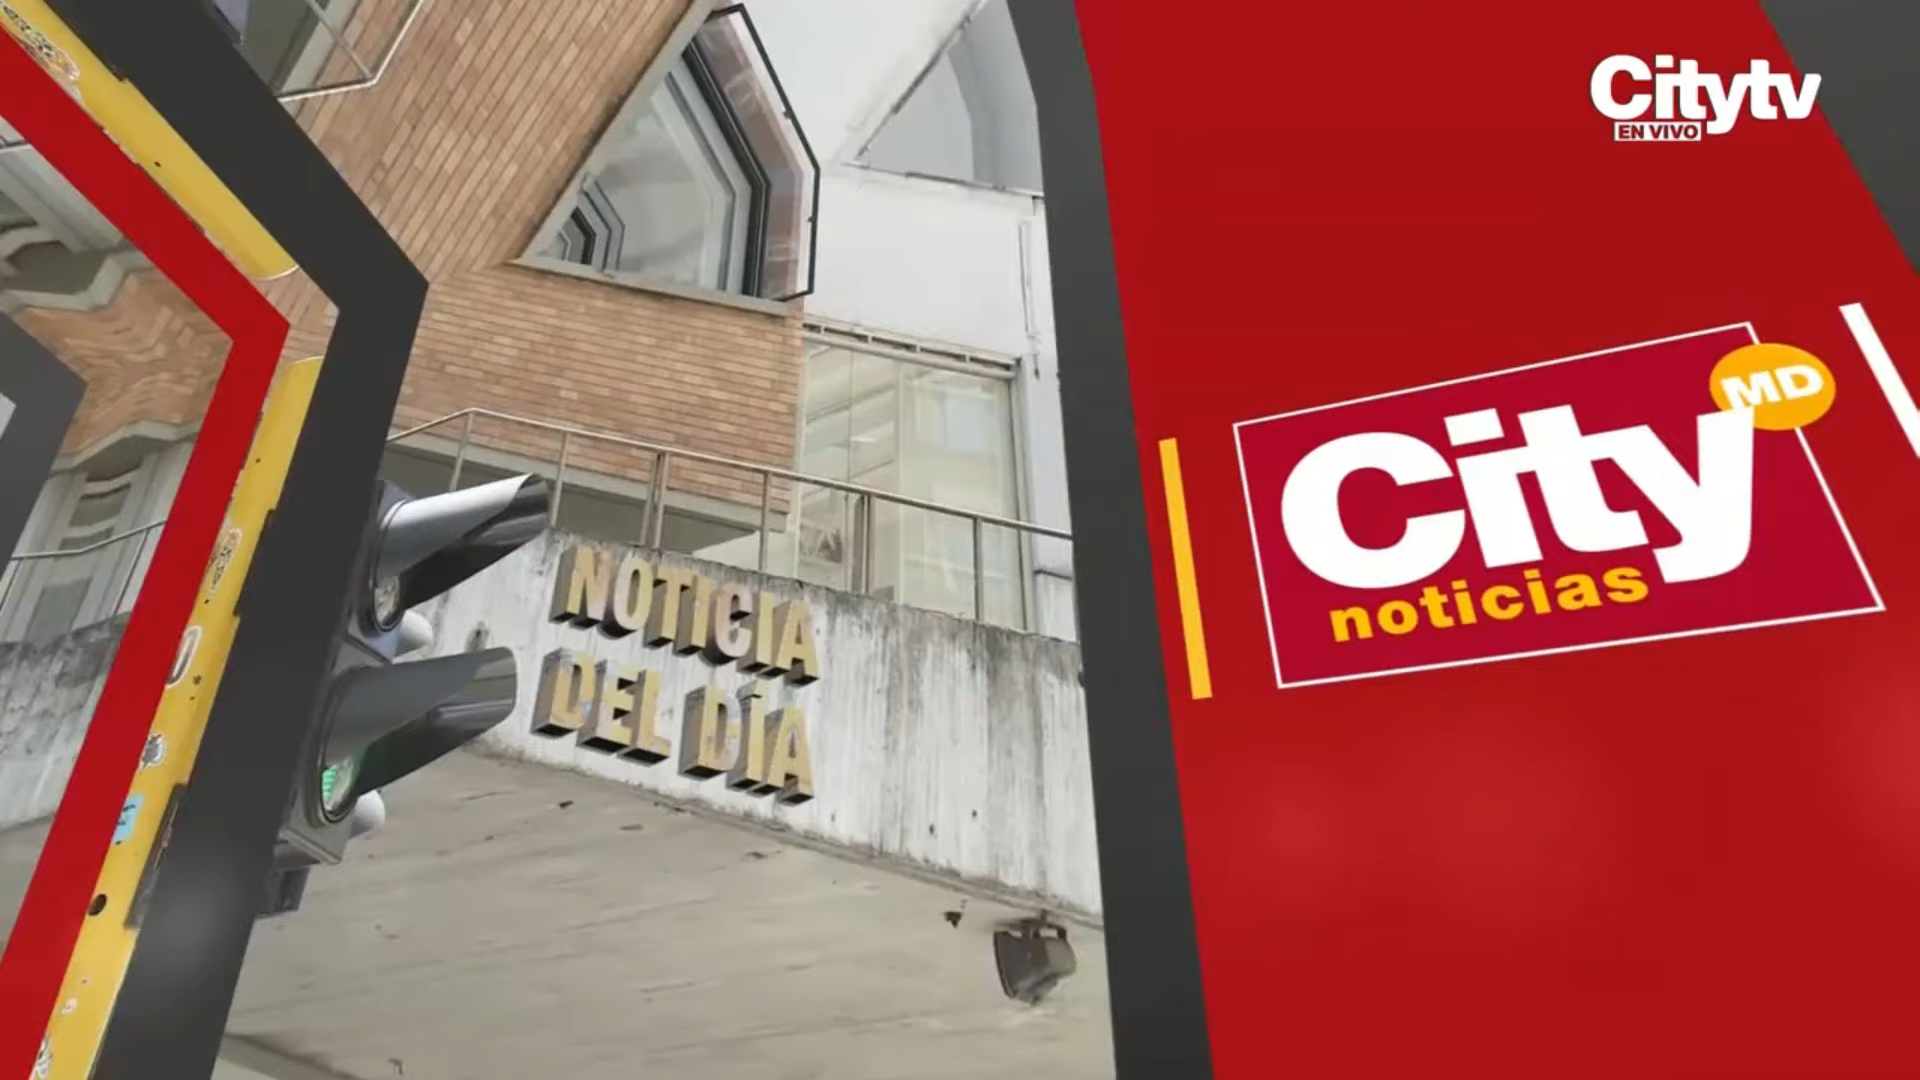 Citytv
EN VIVO
NOTICIA
DEL DÍA
City
MD
noticias